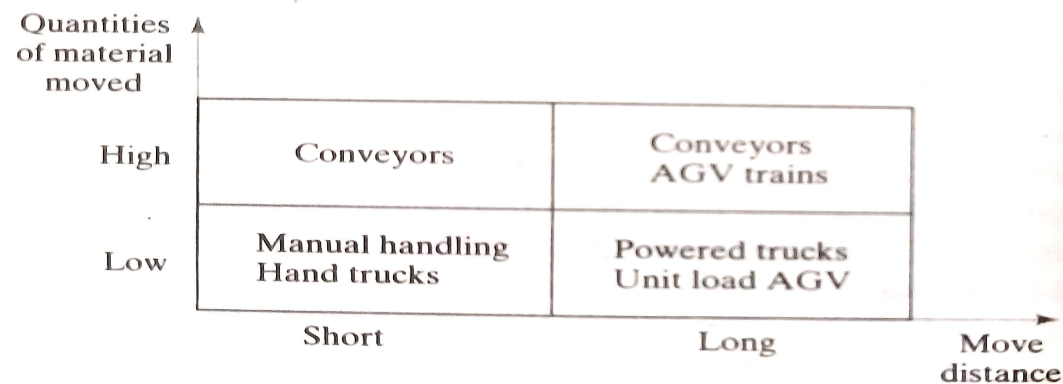 Quantities
of material
moved
High
Conveyors
Conveyors
AGV trains
Low
Manual handling
Hand trucks
Powered trucks
Unit load AGV
Short
Long
Move
distance